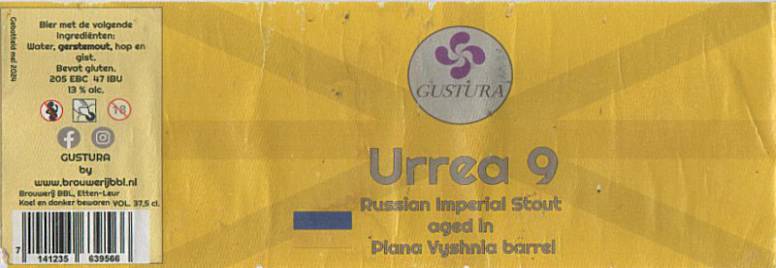 Gebotteld mei 2024
Bier met de volgende
Ingrediënten:
Water, gerstemout, hop en
gist.
Bevat gluten.
205 EBC 47 IBU
13 % alc.
18
GUSTURA
by
www.brouwerijbbl.nl
Brouwerij BBL, Etten-Leur
Koel en donker bewaren VOL. 37,5 cl.
7 141235 639566
GUSTURA
Urrea 9
Russian Imperial Stout
aged in
Piana Vyshnia barrel